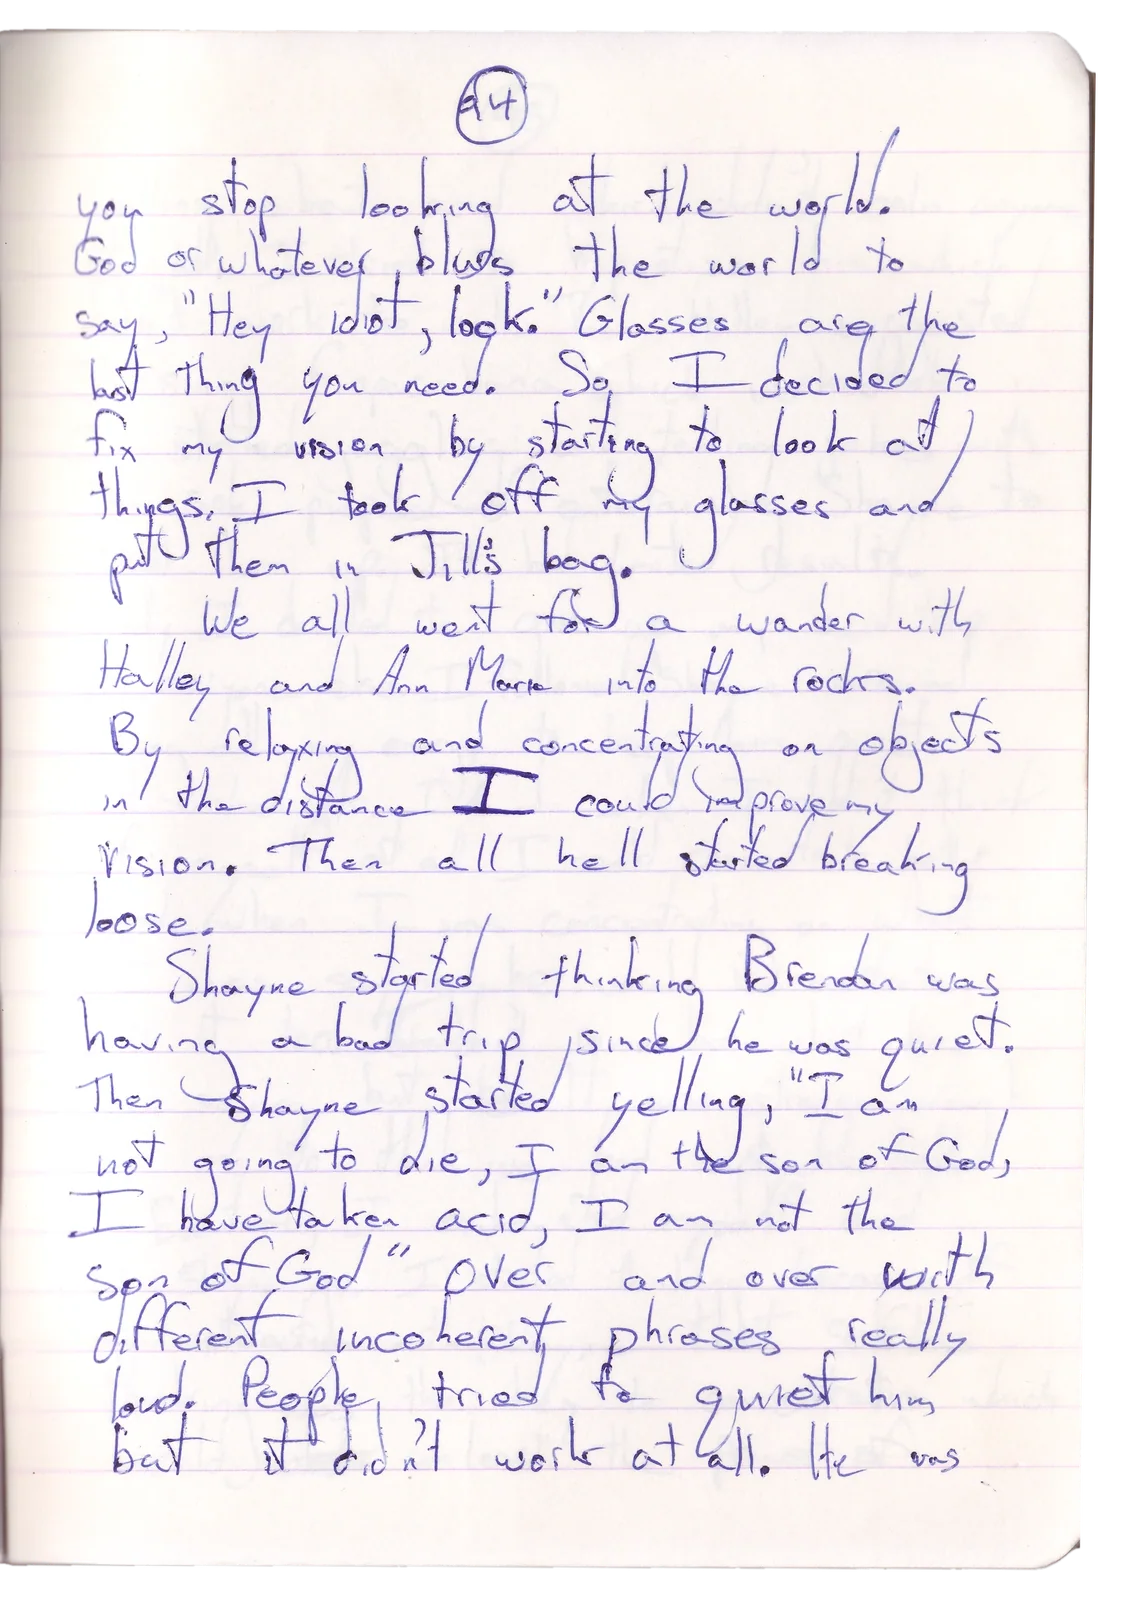 94
you stop looking at the world.
God or whatever blurs the world to
say, "Hey idiot, look." Glasses are the
last thing you need. So I decided to
fix my vision by starting to look at
things. I took off my glasses and
put them in Jill's bag.
We all went for a wander with
Halley and Ann Marie into the rocks.
By relaxing and concentrating on objects
in the distance I could improve my
vision. Then all hell started breaking
loose.
Shayne started thinking Brendan was
having a bad trip since he was quiet.
Then Shayne started yelling, "I am
not going to die, I am the son of God,
I have taken acid, I am not the
son of God" over and over with
different incoherent phrases really
loud. People tried to quiet him
but it didn't work at all. He was